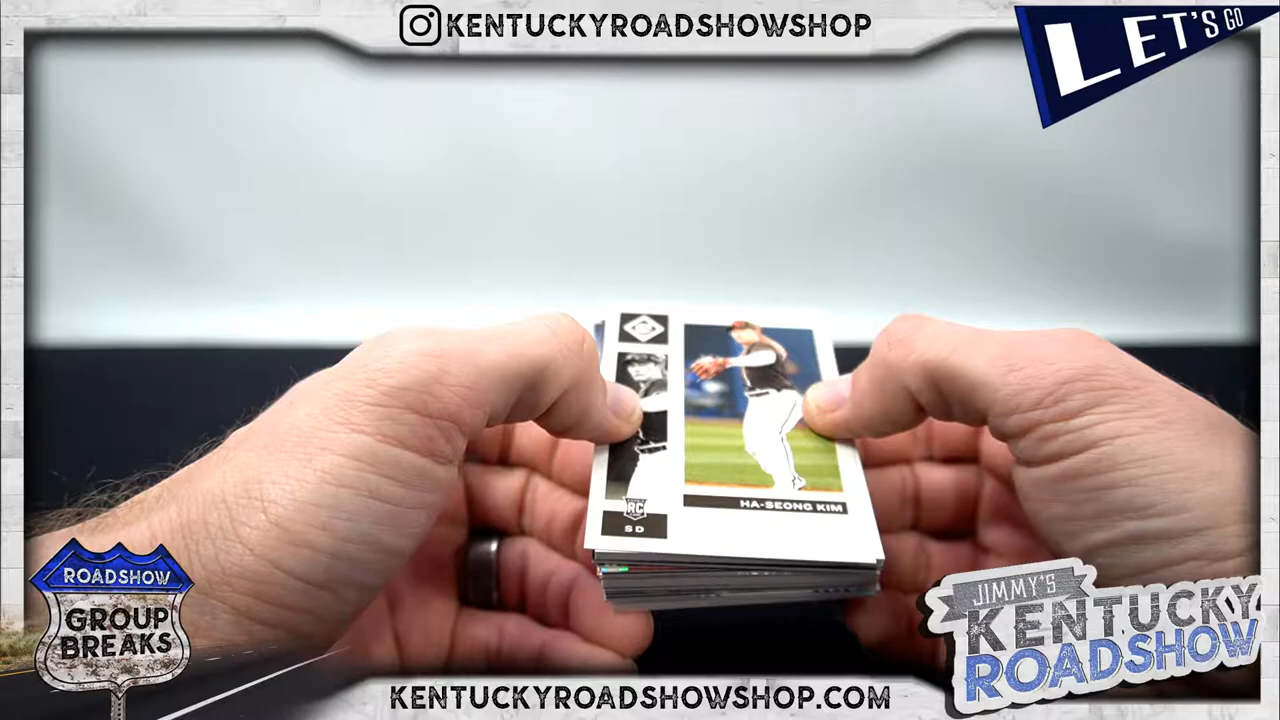 KENTUCKYROADSHOWSHOP
LET'S GO
RC
SD
HA-SEONG KIM
ROADSHOW
GROUP
BREAKS
JIMMY'S
KENTUCKY
ROADSHOW
KENTUCKYROADSHOWSHOP.COM